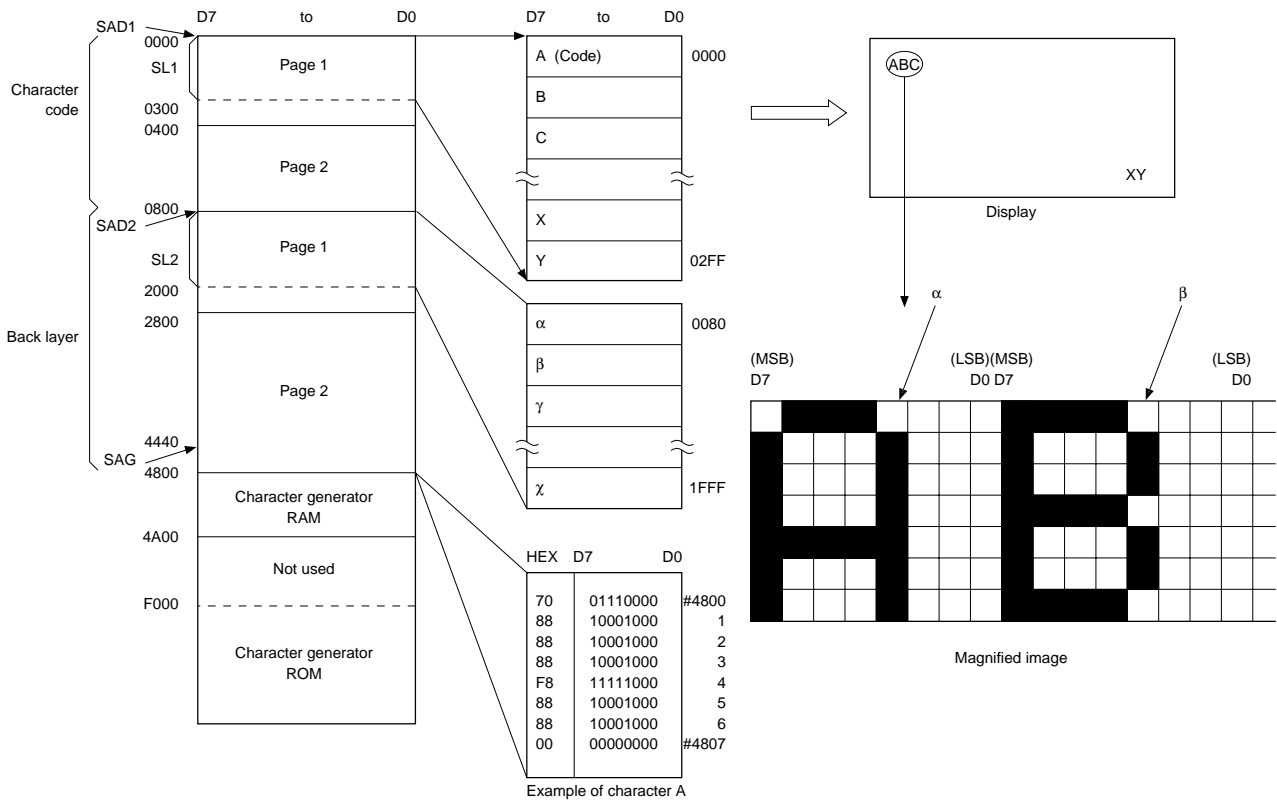 SAD1
D7 to D0
0000
SL1
Page 1
Character
code
0300
0400
Page 2
0800
SAD2
Page 1
SL2
2000
2800
Back layer
Page 2
4440
SAG
4800
Character generator
RAM
4A00
Not used
F000
Character generator
ROM
D7 to D0
A (Code) 0000
B
C
X
Y 02FF
α 0080
β
γ
χ 1FFF
HEX D7 D0
70 01110000 #4800
88 10001000 1
88 10001000 2
88 10001000 3
F8 11111000 4
88 10001000 5
88 10001000 6
00 00000000 #4807
Example of character A
ABC
XY
Display
α β
(MSB) (LSB)(MSB) (LSB)
D7 D0 D7 D0
Magnified image